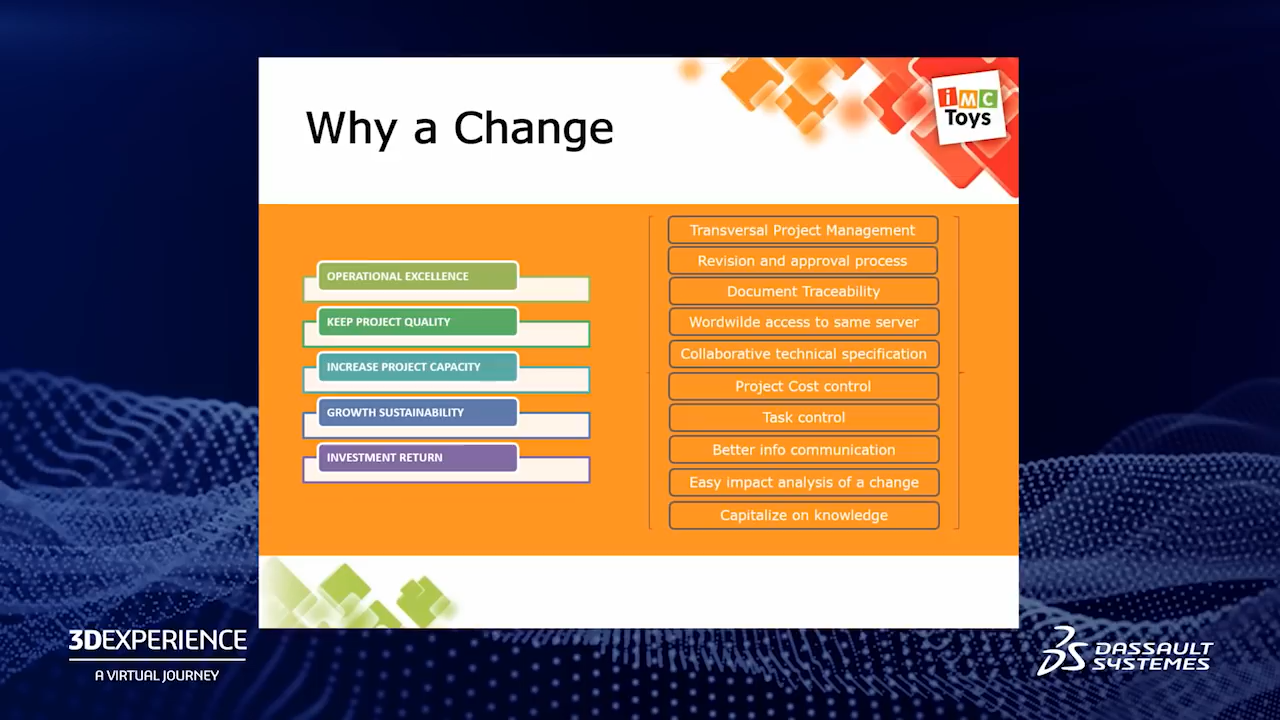 Why a Change
iMC
Toys
OPERATIONAL EXCELLENCE
KEEP PROJECT QUALITY
INCREASE PROJECT CAPACITY
GROWTH SUSTAINABILITY
INVESTMENT RETURN
Transversal Project Management
Revision and approval process
Document Traceability
Wordwilde access to same server
Collaborative technical specification
Project Cost control
Task control
Better info communication
Easy impact analysis of a change
Capitalize on knowledge
3DEXPERIENCE
A VIRTUAL JOURNEY
3DS DASSAULT
SYSTEMES